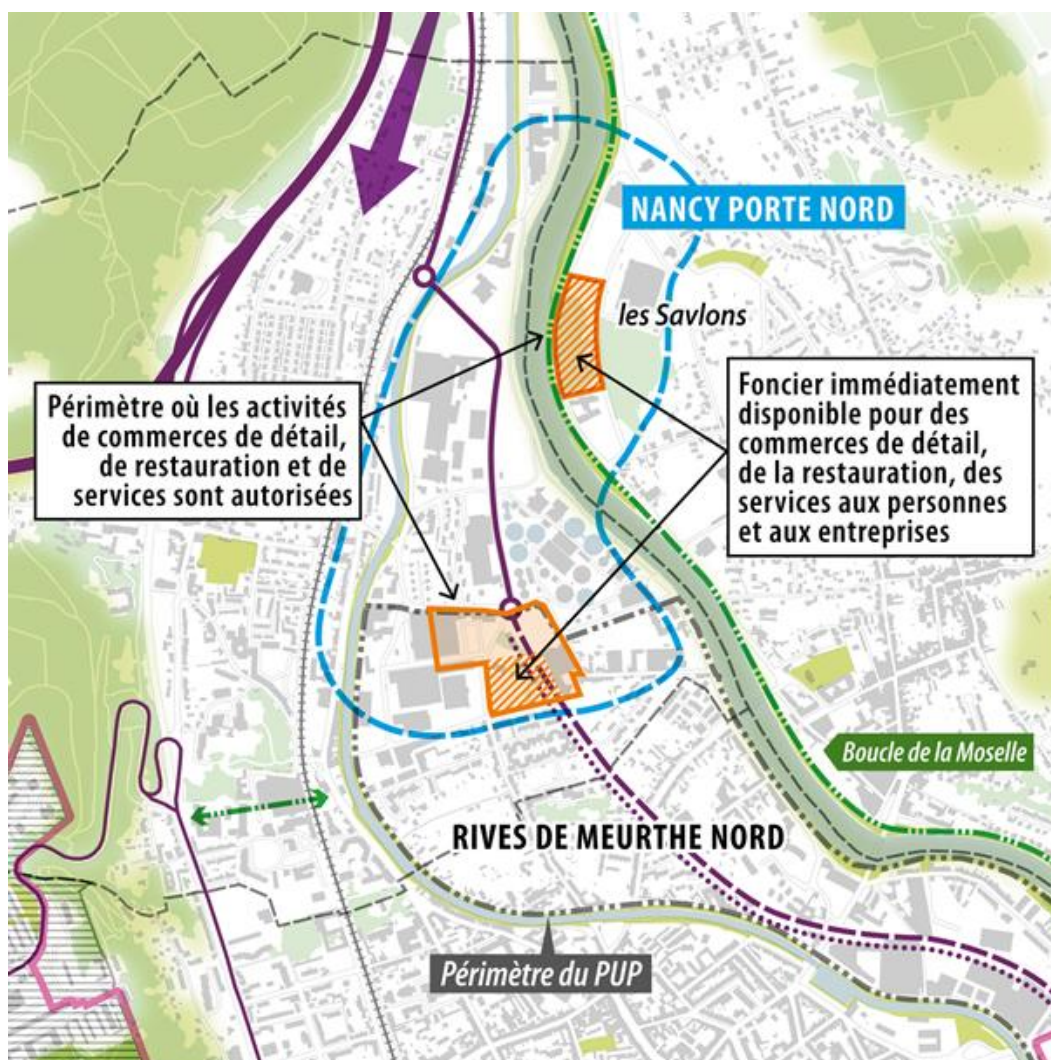 NANCY PORTE NORD
les Savlons
Périmètre où les activités
de commerces de détail,
de restauration et de
services sont autorisées
Foncier immédiatement
disponible pour des
commerces de détail,
de la restauration, des
services aux personnes
et aux entreprises
Boucle de la Moselle
RIVES DE MEURTHE NORD
Périmètre du PUP